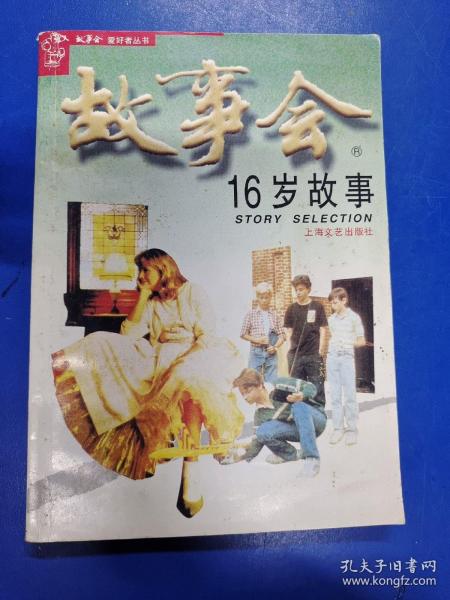 故事会 爱好者丛书
故事会
®
16岁故事
STORY SELECTION
上海文艺出版社
孔夫子旧书网
www.kongfz.com